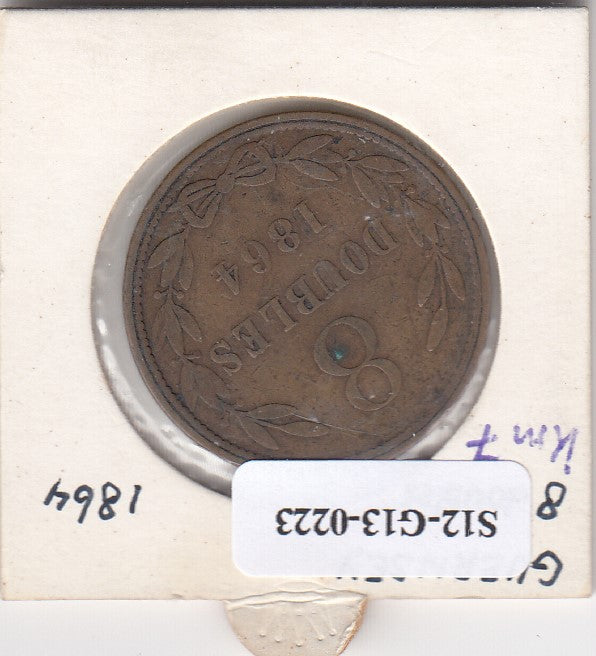 GUERNSEY
S12-G13-0223
8
1864
Km 7
8
DOUBLES
1864